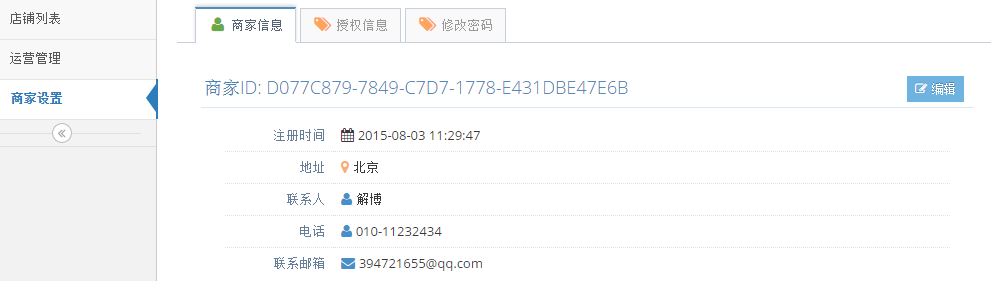 店铺列表
运营管理
商家设置
商家信息
授权信息
修改密码
商家ID: D077C879-7849-C7D7-1778-E431DBE47E6B
编辑
注册时间 2015-08-03 11:29:47
地址 北京
联系人 解博
电话 010-11232434
联系邮箱 394721655@qq.com